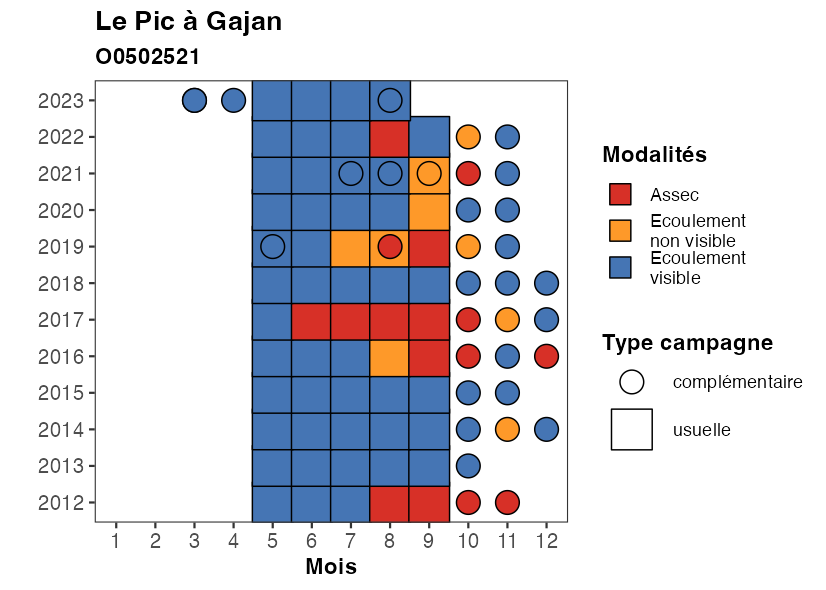 Le Pic à Gajan
O0502521
2023
2022
2021
2020
2019
2018
2017
2016
2015
2014
2013
2012
1 2 3 4 5 6 7 8 9 10 11 12
Mois
Modalités
Assec
Ecoulement
non visible
Ecoulement
visible
Type campagne
complémentaire
usuelle